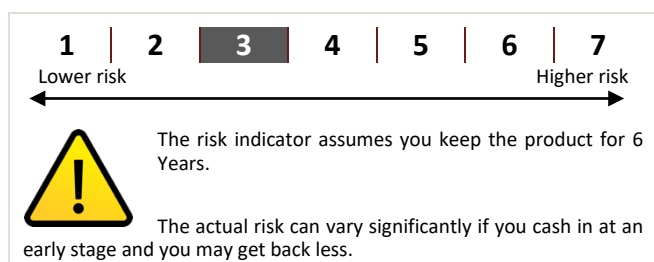 1 2 3 4 5 6 7
Lower risk Higher risk
The risk indicator assumes you keep the product for 6
Years.
The actual risk can vary significantly if you cash in at an
early stage and you may get back less.